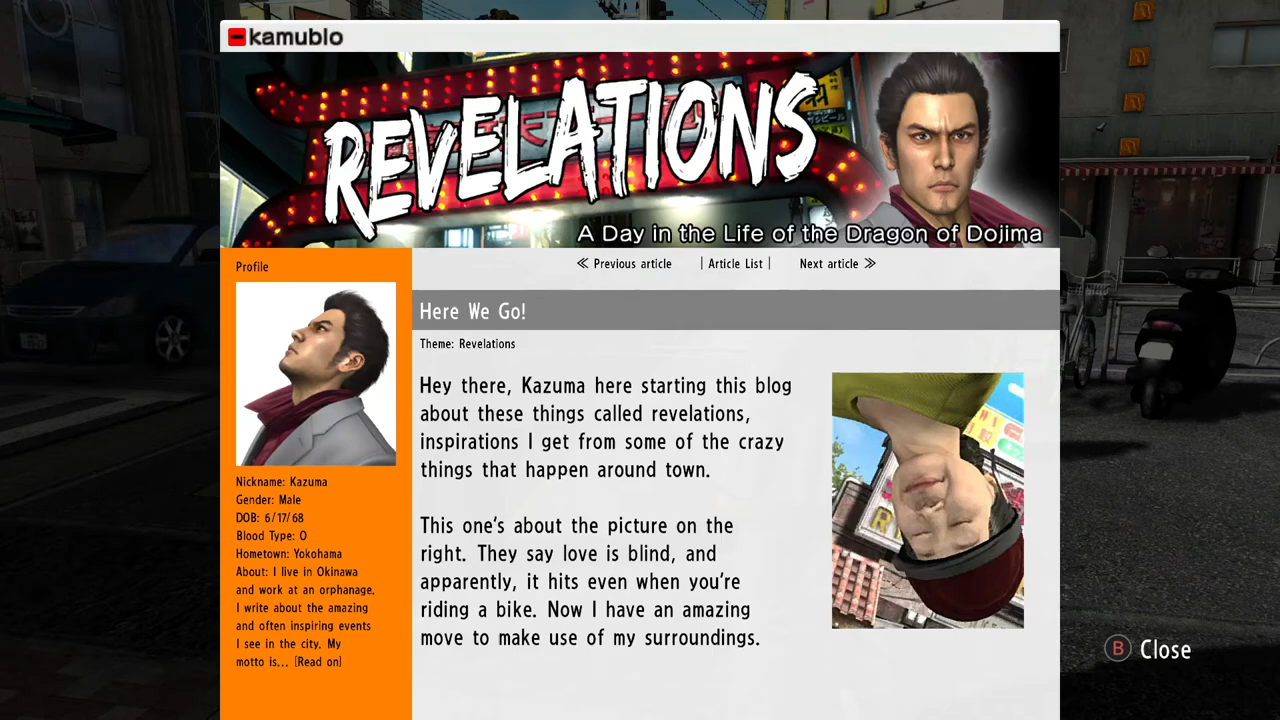 kamublo
REVELATIONS
A Day in the Life of the Dragon of Dojima
Profile
Nickname: Kazuma
Gender: Male
DOB: 6/17/68
Blood Type: O
Hometown: Yokohama
About: I live in Okinawa
and work at an orphanage.
I write about the amazing
and often inspiring events
I see in the city. My
motto is... [Read on]
≪ Previous article | Article List | Next article ≫
Here We Go!
Theme: Revelations
Hey there, Kazuma here starting this blog
about these things called revelations,
inspirations I get from some of the crazy
things that happen around town.
This one's about the picture on the
right. They say love is blind, and
apparently, it hits even when you're
riding a bike. Now I have an amazing
move to make use of my surroundings.
B Close